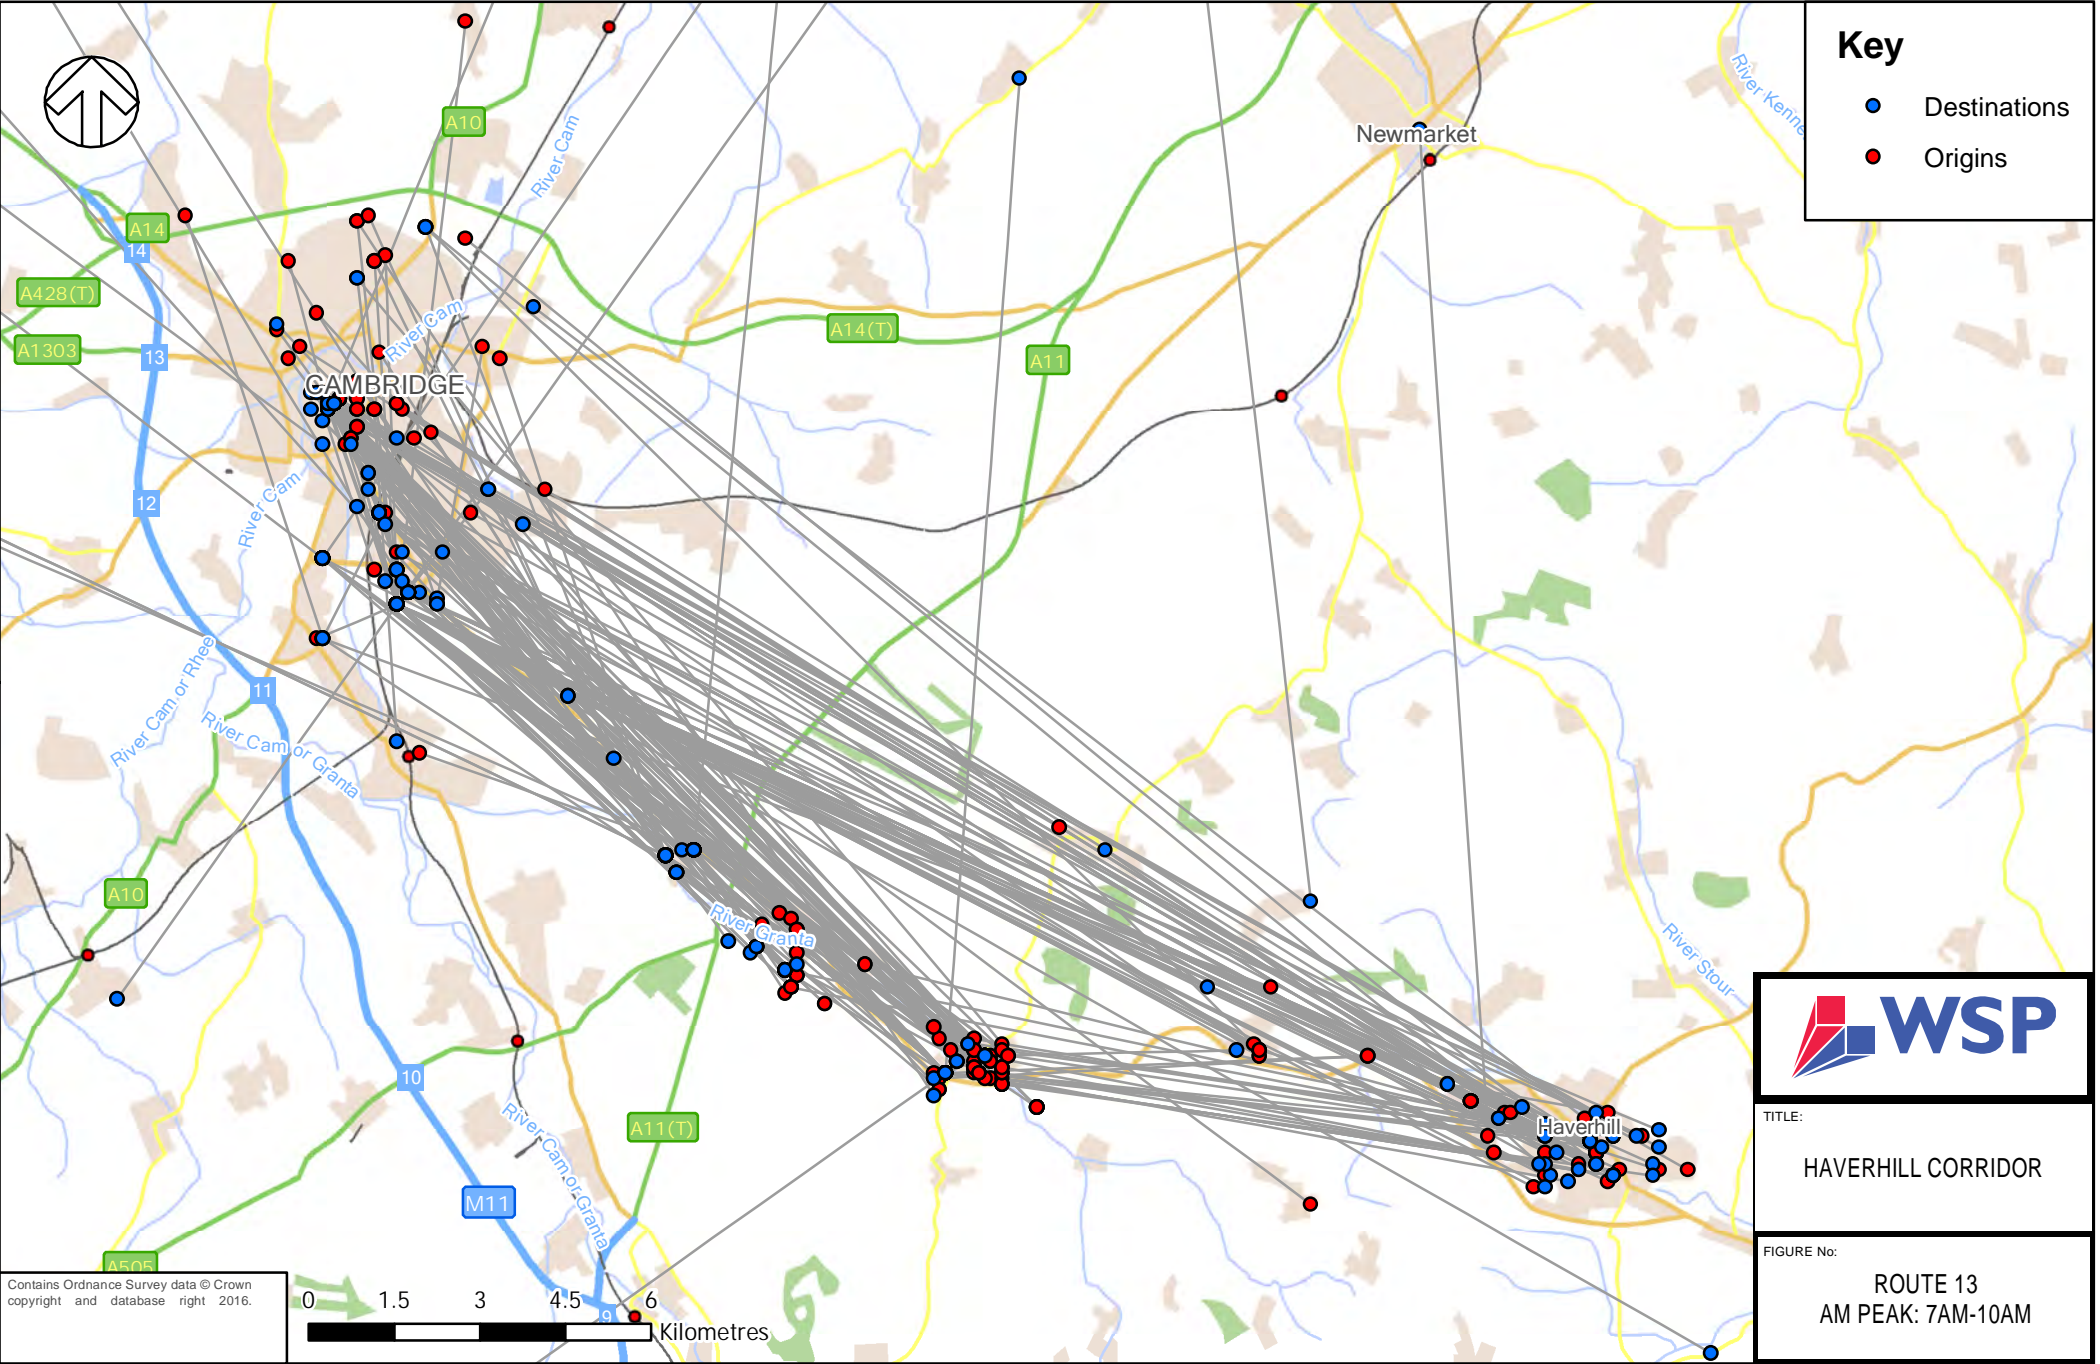 Key
Destinations
Origins
River Cam
A10
Newmarket
River Kenne
A14
14
A428(T)
A1303
13
River Cam
CAMBRIDGE
A14(T)
A11
12
River Cam
River Cam or Rhee
11
River Cam or Granta
A10
River Granta
River Stour
10
River Cam or Granta
A11(T)
M11
Haverhill
A505
9
WSP
TITLE:
HAVERHILL CORRIDOR
FIGURE No:
ROUTE 13
AM PEAK: 7AM-10AM
Contains Ordnance Survey data © Crown
copyright and database right 2016.
0 1.5 3 4.5 6
Kilometres